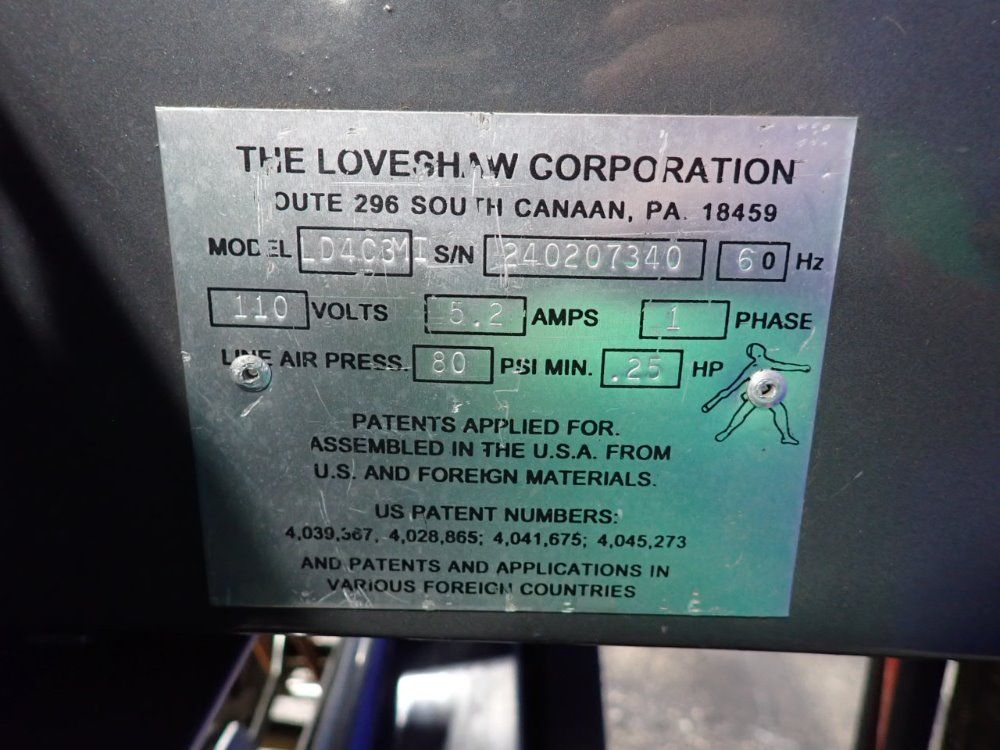 THE LOVESHAW CORPORATION
ROUTE 296 SOUTH CANAAN, PA. 18459
MODEL LD4C3MI S/N 240207340 60 Hz
110 VOLTS 5.2 AMPS 1 PHASE
LINE AIR PRESS. 80 PSI MIN. .25 HP
PATENTS APPLIED FOR.
ASSEMBLED IN THE U.S.A. FROM
U.S. AND FOREIGN MATERIALS.
US PATENT NUMBERS:
4,039,367, 4,028,865; 4,041,675; 4,045,273
AND PATENTS AND APPLICATIONS IN
VARIOUS FOREIGN COUNTRIES